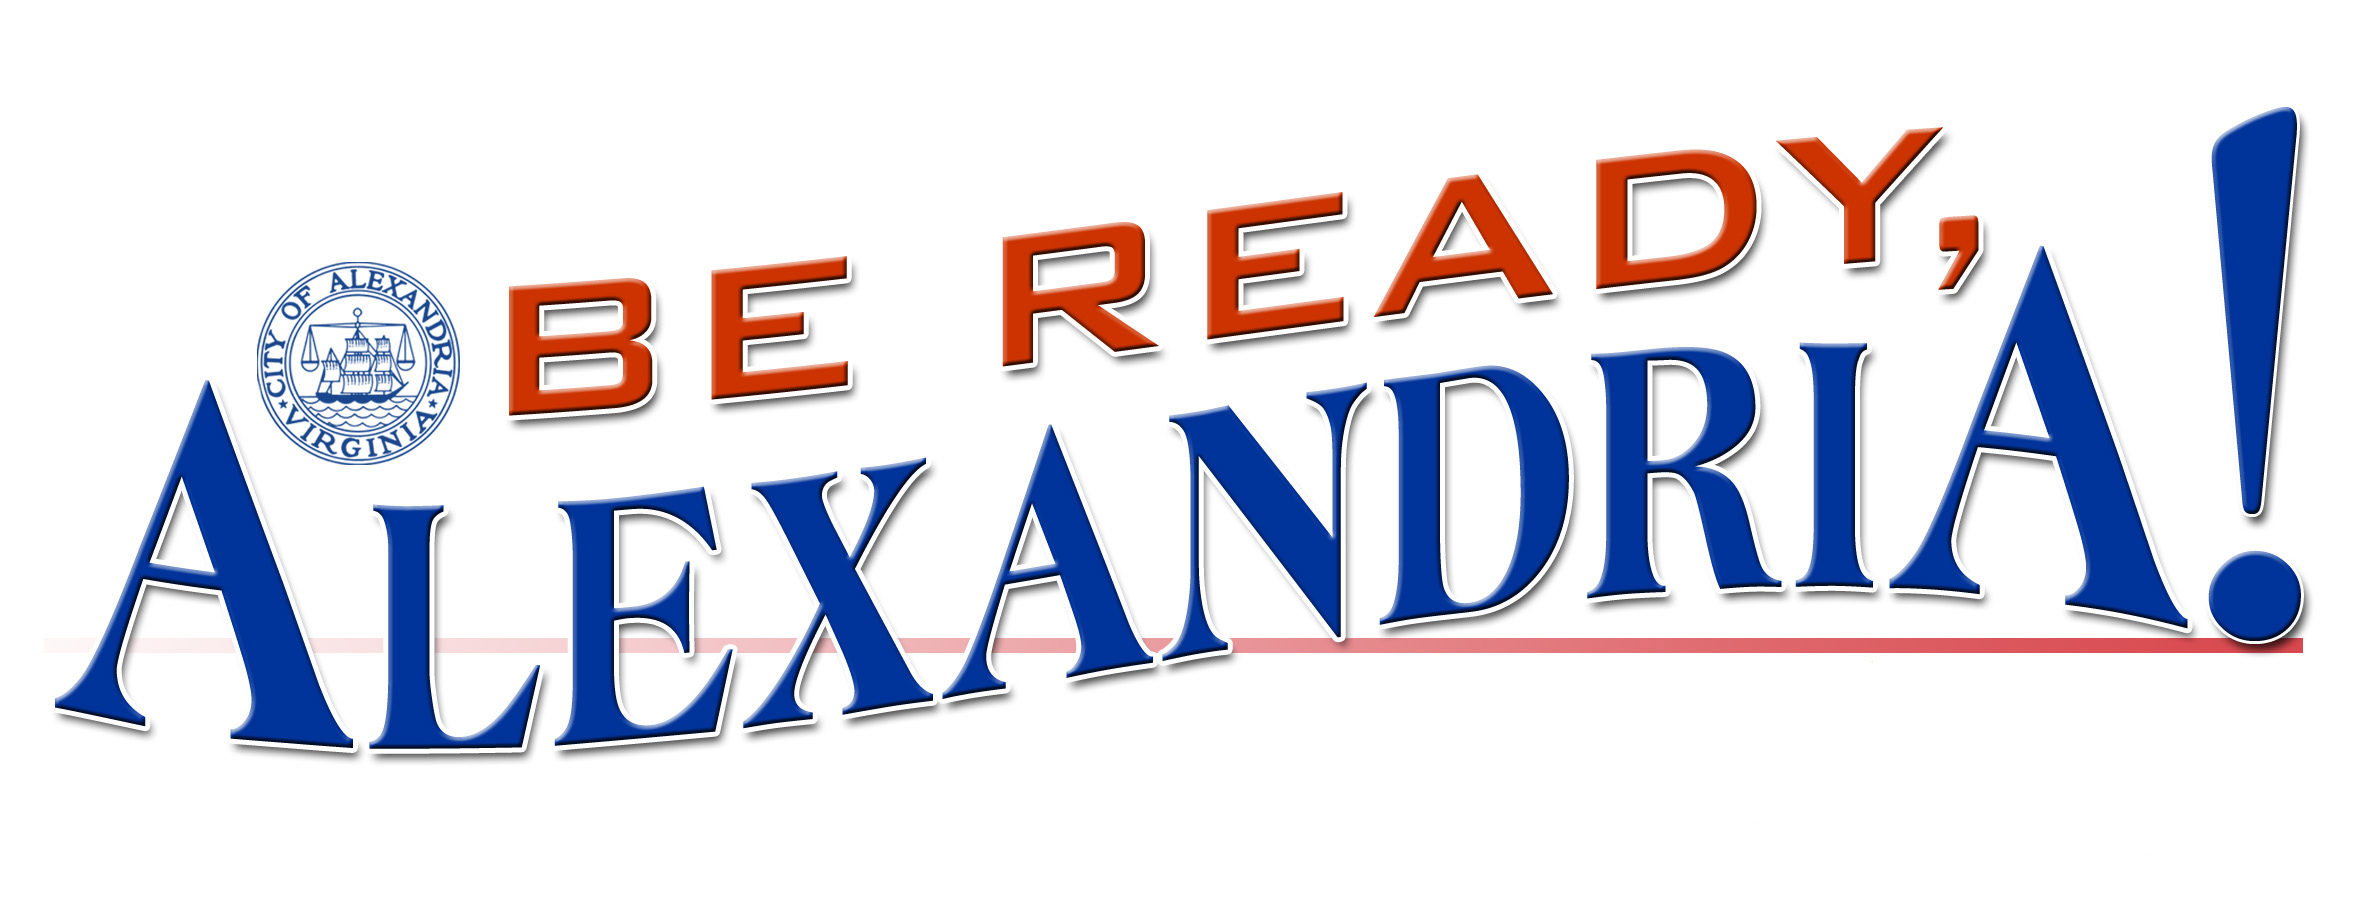 CITY OF ALEXANDRIA
★ VIRGINIA ★
BE READY,
ALEXANDRIA!